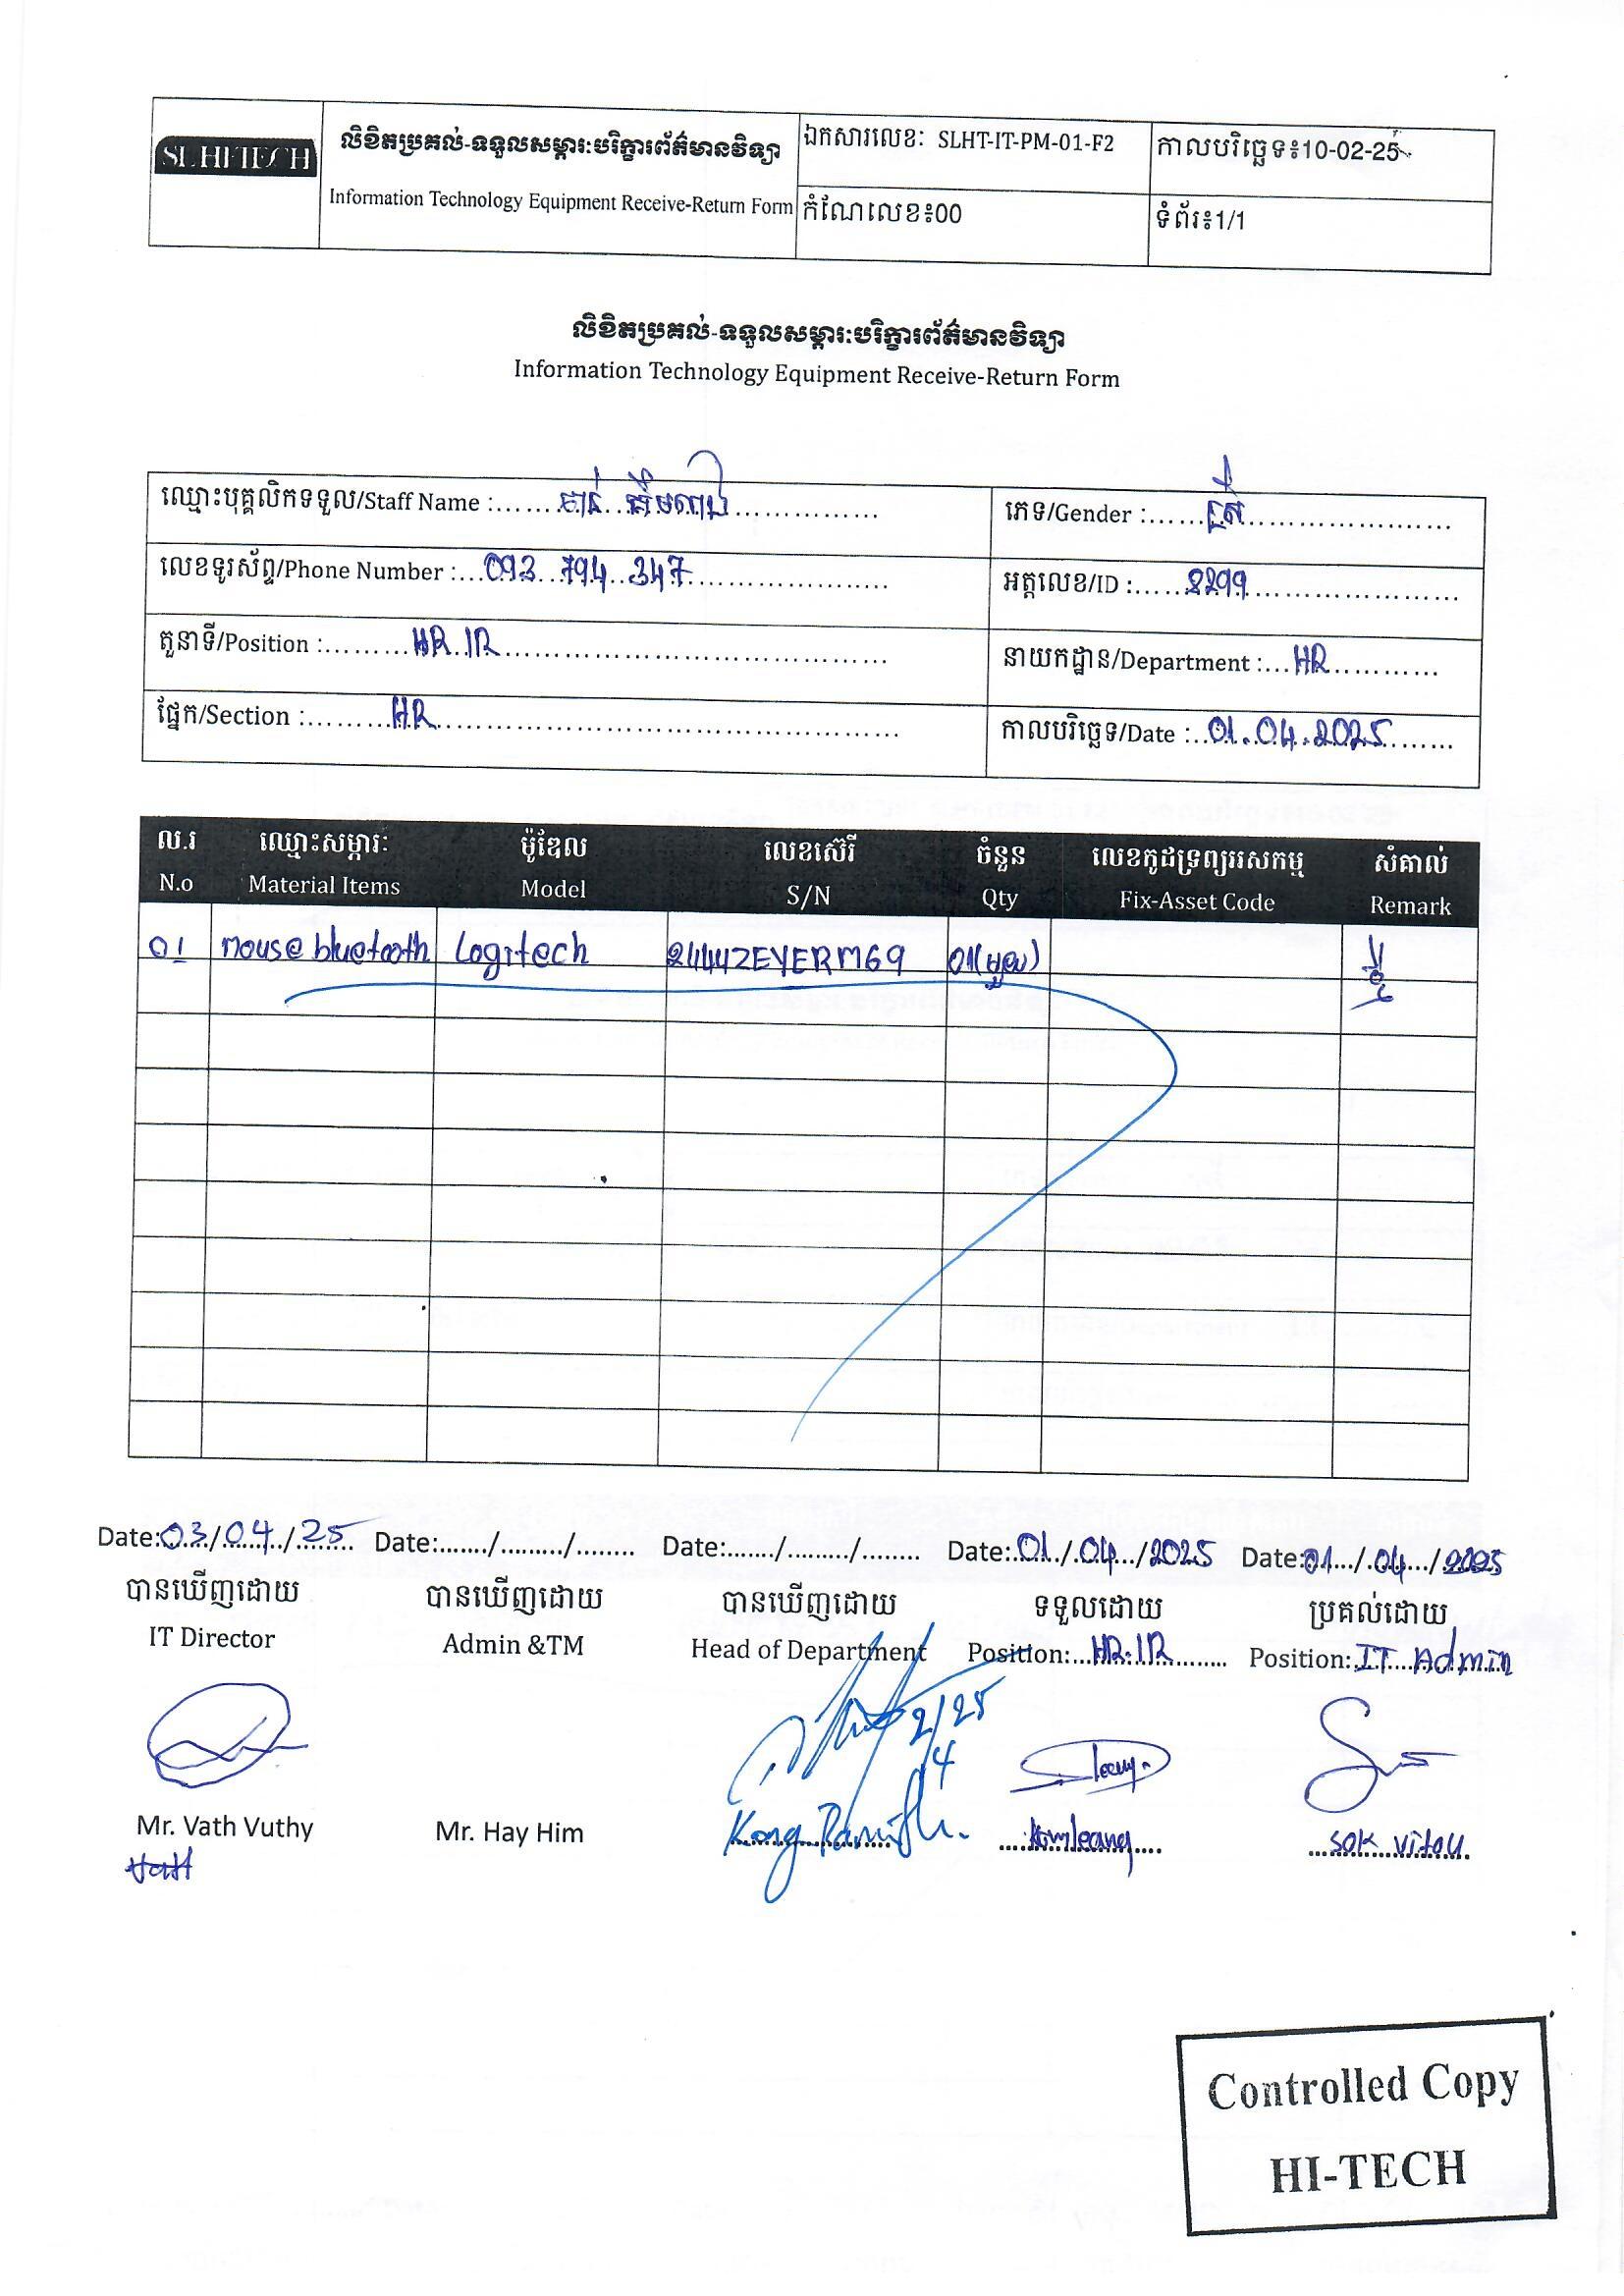 SL HI-TECH
លិខិតប្រគល់-ទទួលសម្ភារៈបរិក្ខារព័ត៌មានវិទ្យា
Information Technology Equipment Receive-Return Form
ឯកសារលេខៈ SLHT-IT-PM-01-F2
កាលបរិច្ឆេទ៖10-02-25
កំណែលេខ៖00
ទំព័រ៖1/1
លិខិតប្រគល់-ទទួលសម្ភារៈបរិក្ខារព័ត៌មានវិទ្យា
Information Technology Equipment Receive-Return Form
ឈ្មោះបុគ្គលិកទទួល/Staff Name :
ភេទ/Gender : ស្រី
លេខទូរស័ព្ទ/Phone Number : 093 794 347
អត្តលេខ/ID : 8299
តួនាទី/Position : HR IR
នាយកដ្ឋាន/Department : HR
ផ្នែក/Section : HR
កាលបរិច្ឆេទ/Date : 01.04.2025
ល.រ ឈ្មោះសម្ភារៈ ម៉ូឌែល លេខស៊េរី ចំនួន លេខកូដទ្រព្យអសកម្ម សំគាល់
N.o Material Items Model S/N Qty Fix-Asset Code Remark
01 mouse bluetooth Logitech 2444ZEYERM69 01(មួយ) ថ្មី
Date: 03/04/25 Date:......./........./........ Date:......./........./........ Date: 01/04/2025 Date: 01/04/2025
បានឃើញដោយ បានឃើញដោយ បានឃើញដោយ ទទួលដោយ ប្រគល់ដោយ
IT Director Admin &TM Head of Department Position: HR-IR Position: IT Admin
2/4/25
Mr. Vath Vuthy Mr. Hay Him Kimleang SOK Vitou
Controlled Copy
HI-TECH